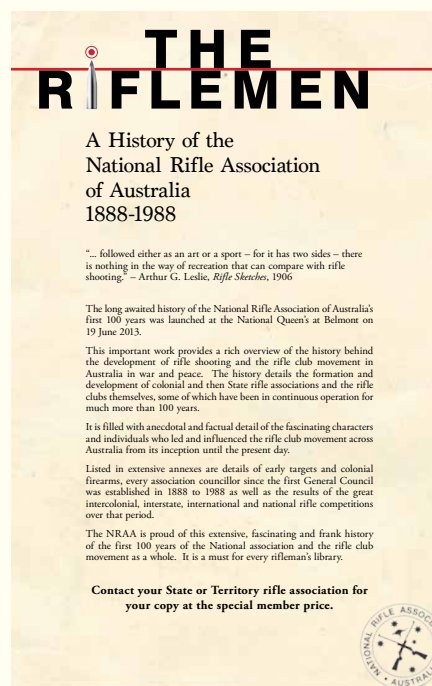 THE
RIFLEMEN
A History of the
National Rifle Association
of Australia
1888-1988
“... followed either as an art or a sport – for it has two sides – there
is nothing in the way of recreation that can compare with rifle
shooting.” – Arthur G. Leslie, Rifle Sketches, 1906
The long awaited history of the National Rifle Association of Australia’s
first 100 years was launched at the National Queen’s at Belmont on
19 June 2013.
This important work provides a rich overview of the history behind
the development of rifle shooting and the rifle club movement in
Australia in war and peace. The history details the formation and
development of colonial and then State rifle associations and the rifle
clubs themselves, some of which have been in continuous operation for
much more than 100 years.
It is filled with anecdotal and factual detail of the fascinating characters
and individuals who led and influenced the rifle club movement across
Australia from its inception until the present day.
Listed in extensive annexes are details of early targets and colonial
firearms, every association councillor since the first General Council
was established in 1888 to 1988 as well as the results of the great
intercolonial, interstate, international and national rifle competitions
over that period.
The NRAA is proud of this extensive, fascinating and frank history
of the first 100 years of the National association and the rifle club
movement as a whole. It is a must for every rifleman’s library.
Contact your State or Territory rifle association for
your copy at the special member price.
NATIONAL RIFLE ASSOC
AUSTRAL